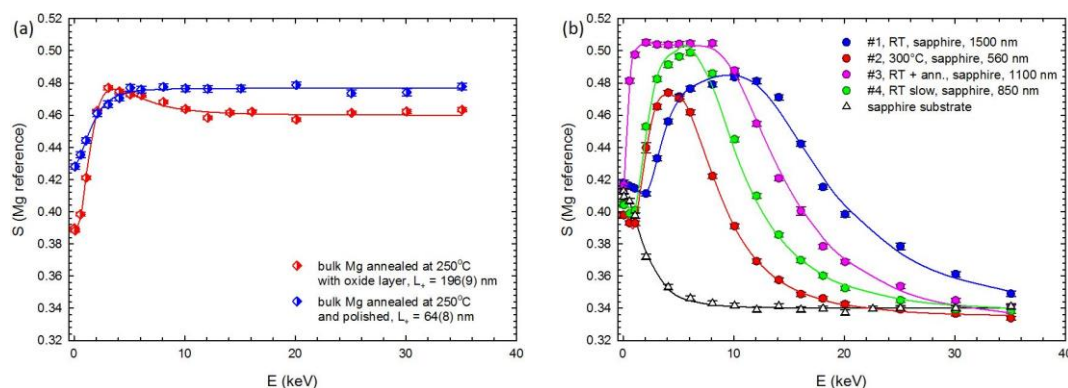 (a)
0.52
0.50
0.48
0.46
0.44
0.42
0.40
0.38
0.36
0.34
0.32
S (Mg reference)
bulk Mg annealed at 250°C
with oxide layer, L₊ = 196(9) nm
bulk Mg annealed at 250°C
and polished, L₊ = 64(8) nm
0 10 20 30 40
E (keV)
(b)
0.52
0.50
0.48
0.46
0.44
0.42
0.40
0.38
0.36
0.34
0.32
S (Mg reference)
#1, RT, sapphire, 1500 nm
#2, 300°C, sapphire, 560 nm
#3, RT + ann., sapphire, 1100 nm
#4, RT slow, sapphire, 850 nm
sapphire substrate
0 10 20 30 40
E (keV)